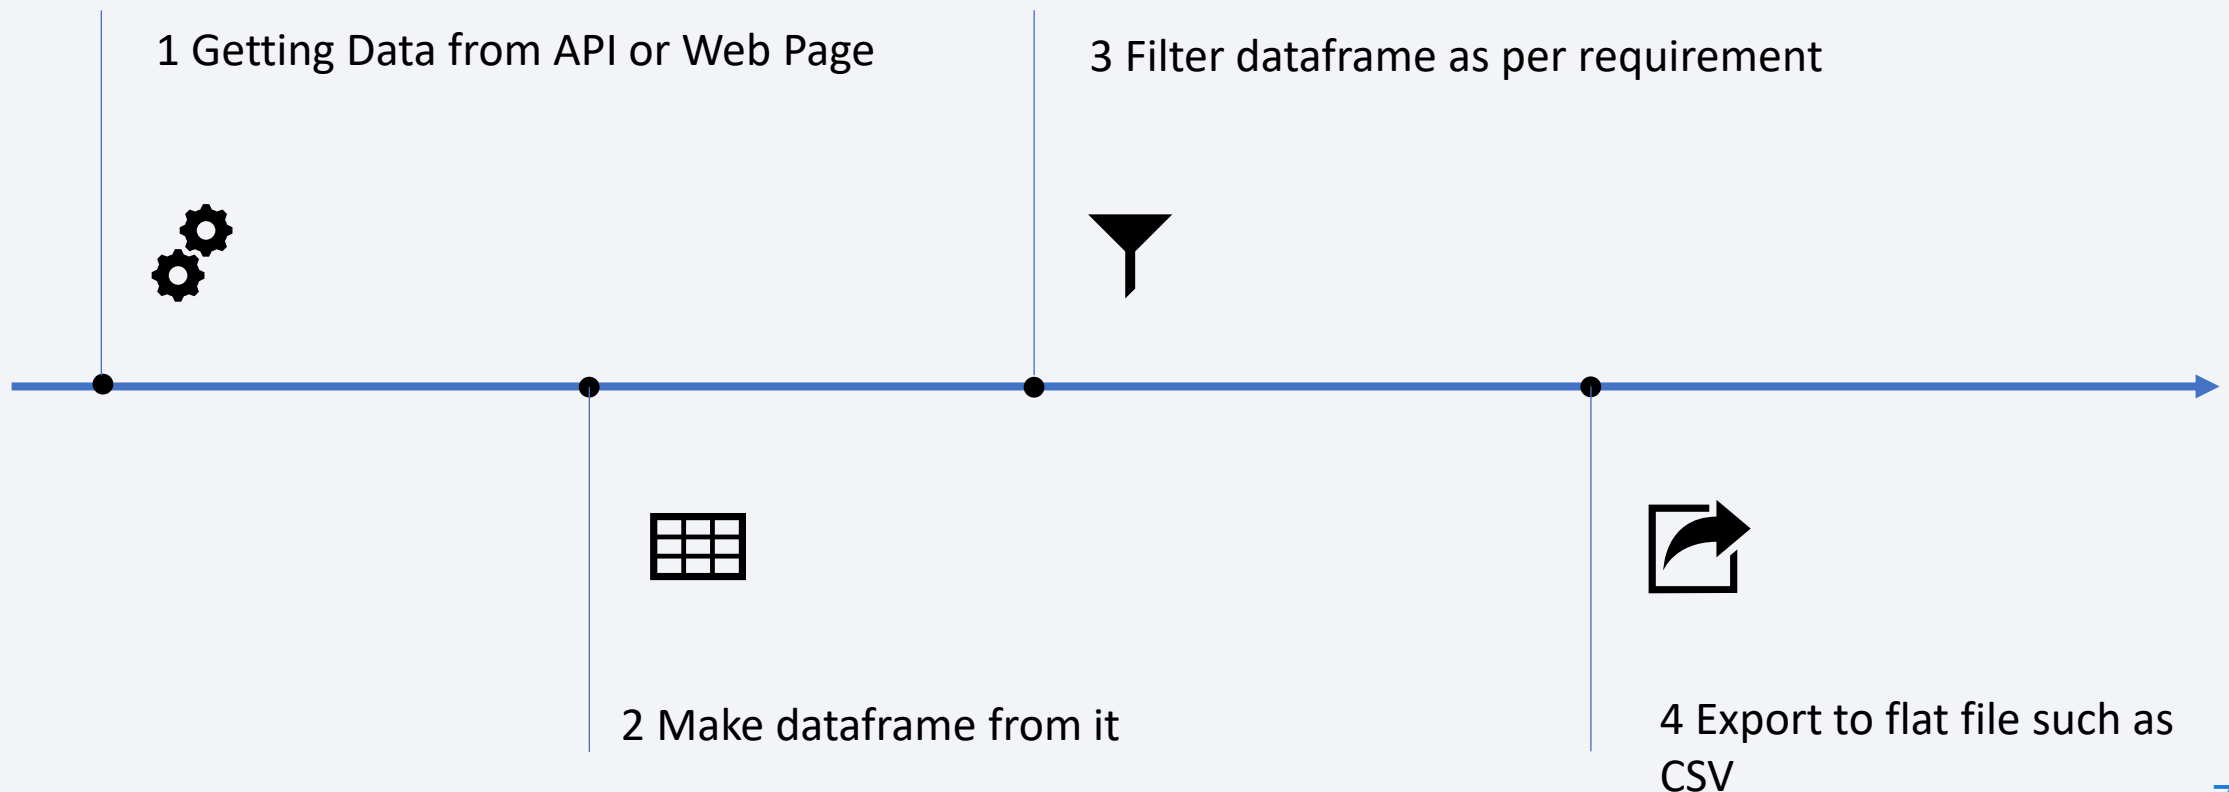 1 Getting Data from API or Web Page
2 Make dataframe from it
3 Filter dataframe as per requirement
4 Export to flat file such as
CSV